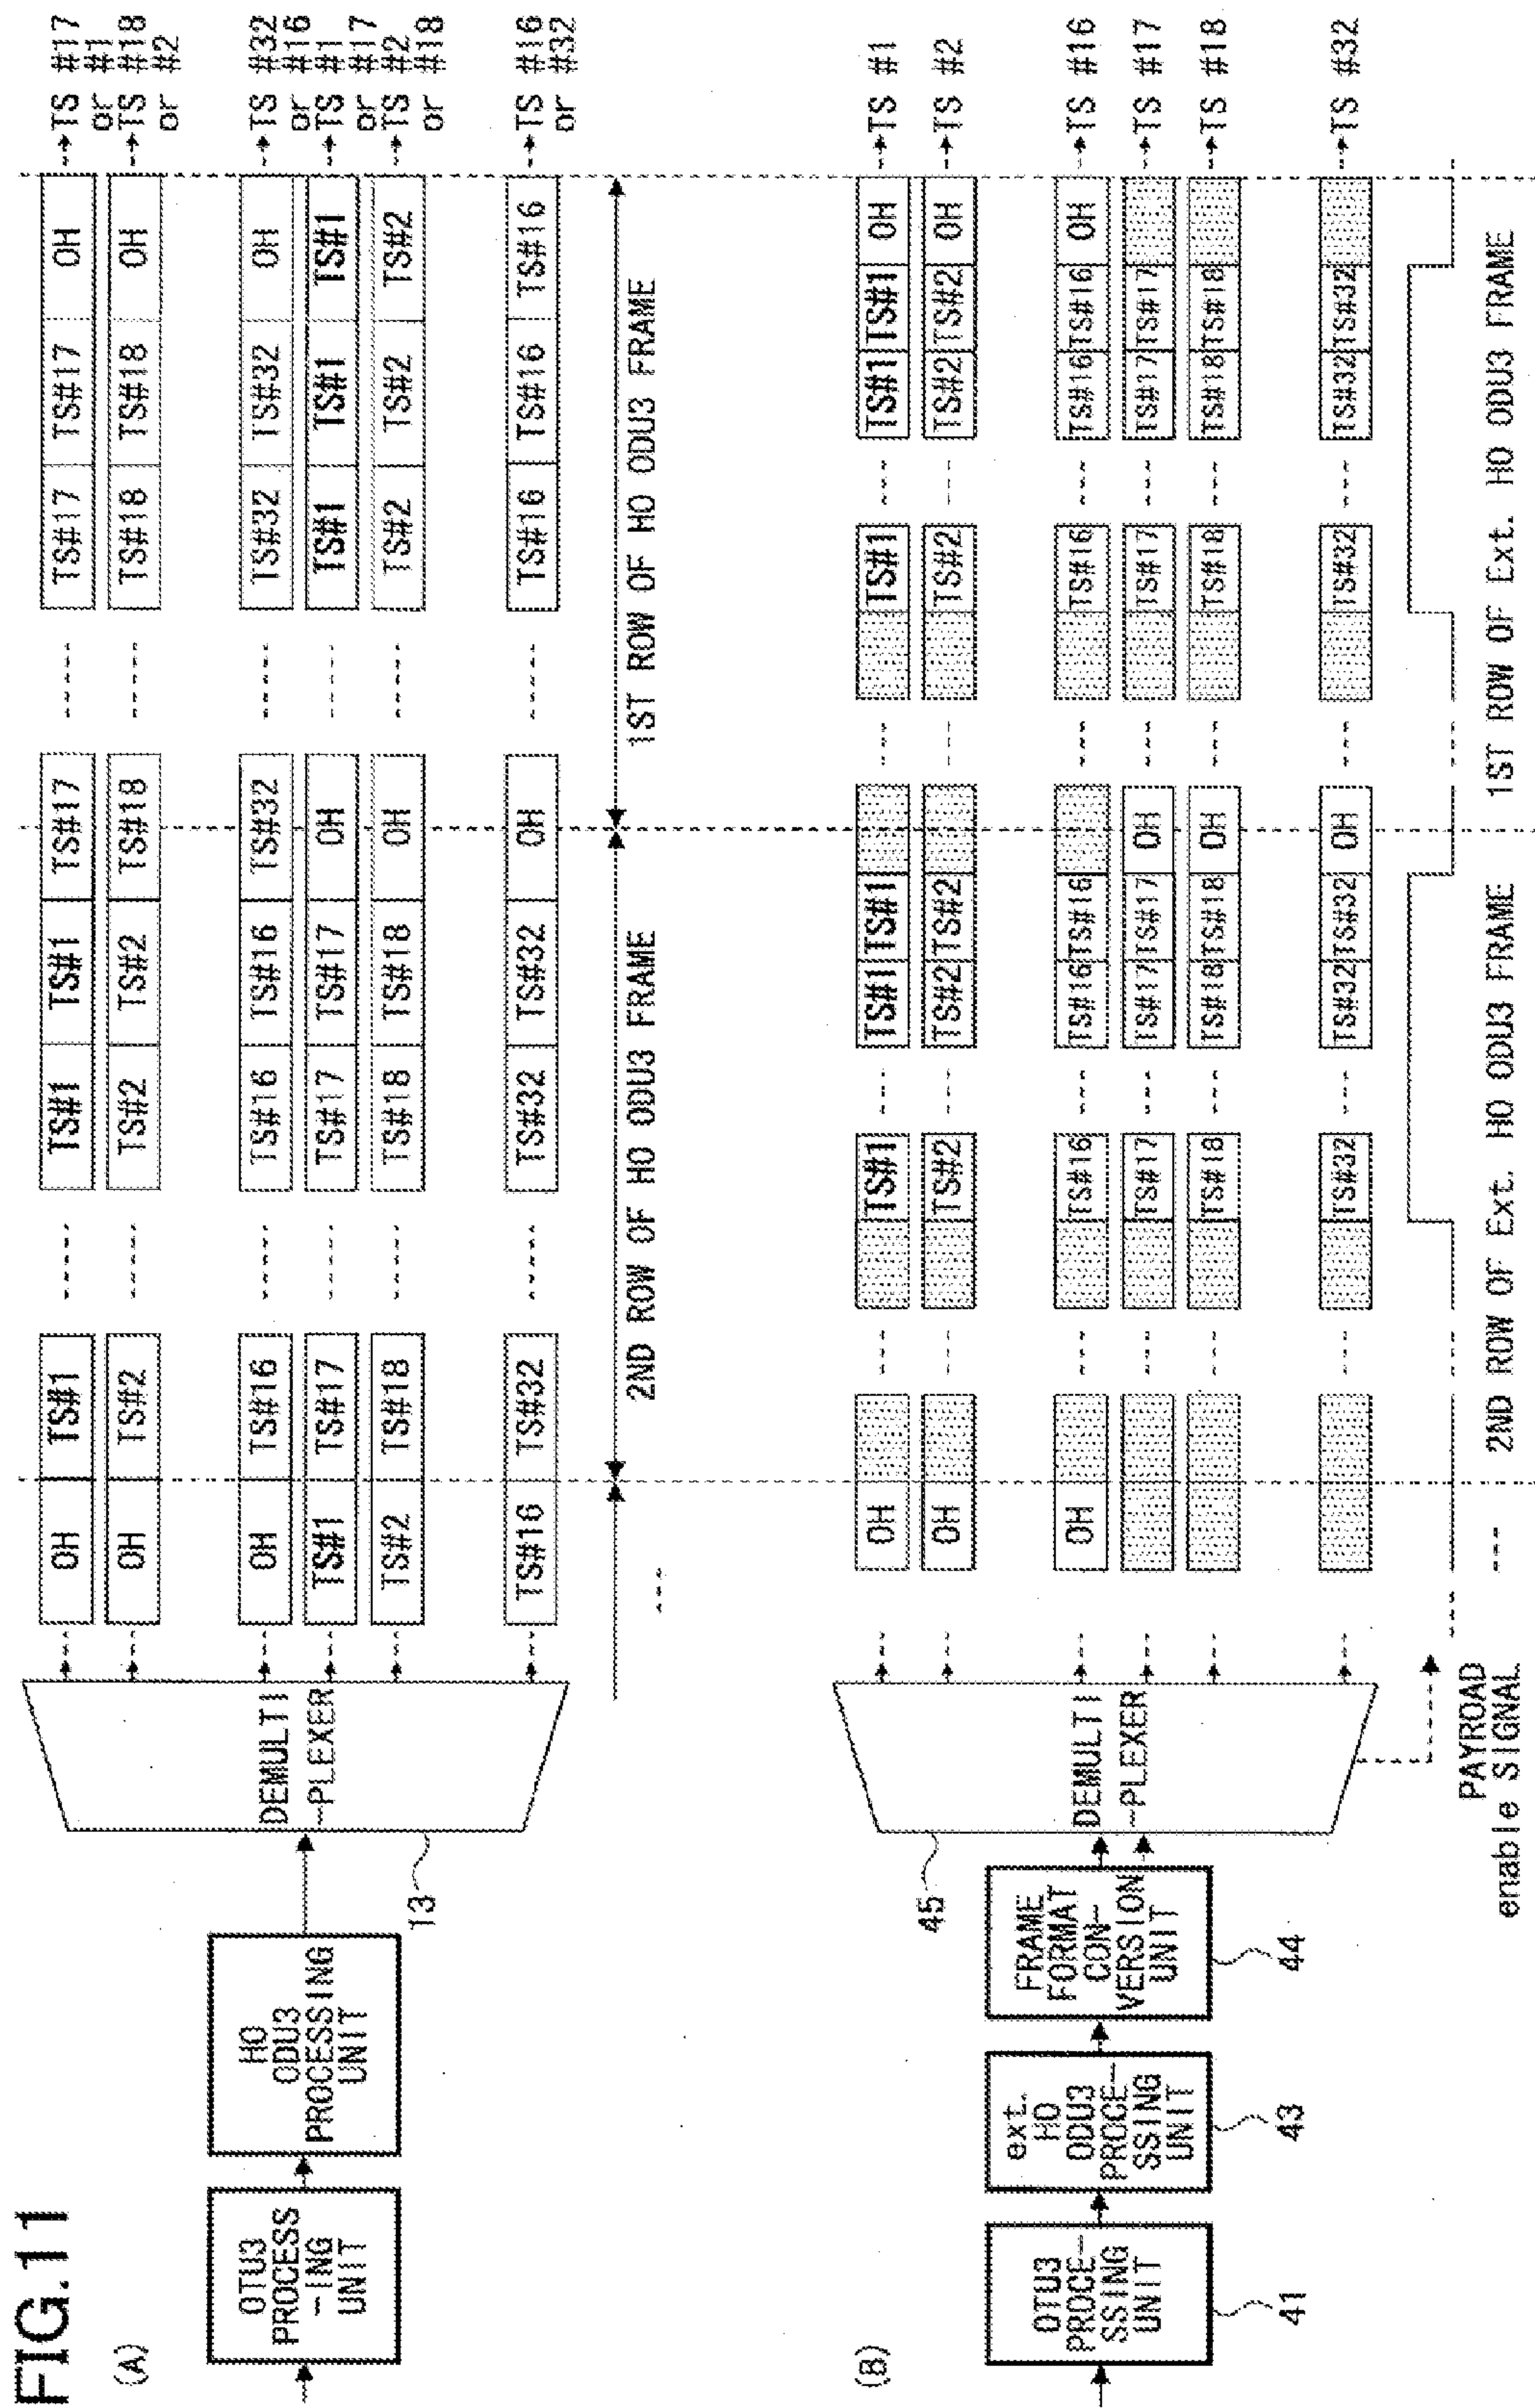 FIG.11
(A)
OTU3
PROCESS
-ING
UNIT
HO
ODU3
PROCESSING
UNIT
DEMULTI
-PLEXER
13
OH TS#1 ----- TS#1 TS#1 TS#17 ----- TS#17 TS#17 OH TS #17 or #1
OH TS#2 ----- TS#2 TS#2 TS#18 ----- TS#18 TS#18 OH TS #18 or #2
OH TS#16 ----- TS#16 TS#16 TS#32 ----- TS#32 TS#32 OH TS #32 or #16
TS#1 TS#17 ----- TS#17 TS#17 OH ----- TS#1 TS#1 TS#1 TS #1 or #17
TS#2 TS#18 ----- TS#18 TS#18 OH ----- TS#2 TS#2 TS#2 TS #2 or #18
TS#16 TS#32 ----- TS#32 TS#32 OH ----- TS#16 TS#16 TS#16 TS #16 or #32
--- 2ND ROW OF HO ODU3 FRAME 1ST ROW OF HO ODU3 FRAME
(B)
OTU3
PROCE-
SSING
UNIT
41
ext.
HO
ODU3
PROCE-
SSING
UNIT
43
FRAME
FORMAT
CON-
VERSION
UNIT
44
DEMULTI
-PLEXER
45
OH --- TS#1 --- TS#1 TS#1 --- TS#1 --- TS#1 TS#1 OH TS #1
OH --- TS#2 --- TS#2 TS#2 --- TS#2 --- TS#2 TS#2 OH TS #2
OH --- TS#16 --- TS#16 TS#16 --- TS#16 --- TS#16 TS#16 OH TS #16
--- TS#17 --- TS#17 TS#17 OH --- TS#17 --- TS#17 TS#17 TS #17
--- TS#18 --- TS#18 TS#18 OH --- TS#18 --- TS#18 TS#18 TS #18
--- TS#32 --- TS#32 TS#32 OH --- TS#32 --- TS#32 TS#32 TS #32
PAYROAD
enable SIGNAL
--- 2ND ROW OF Ext. HO ODU3 FRAME 1ST ROW OF Ext. HO ODU3 FRAME